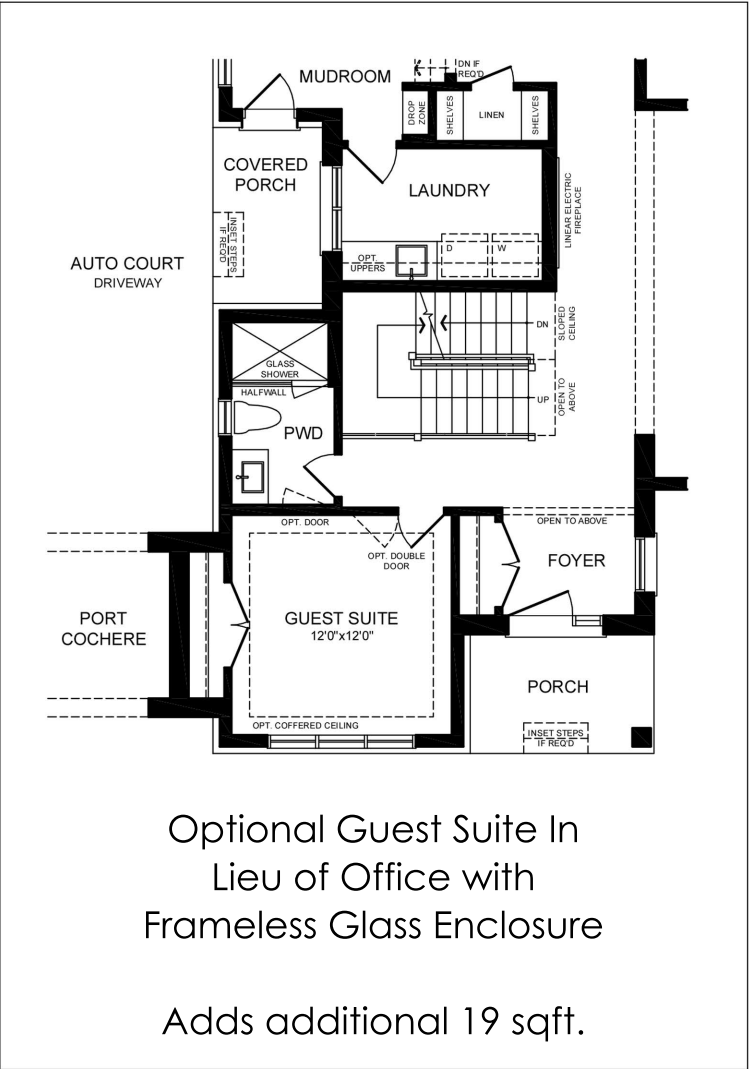 DN IF
REQ'D
MUDROOM
DROP
ZONE
SHELVES
LINEN
SHELVES
COVERED
PORCH
LAUNDRY
LINEAR ELECTRIC
FIREPLACE
INSET STEPS
IF REQ'D
D
W
OPT.
UPPERS
AUTO COURT
DRIVEWAY
DN
SLOPED
CEILING
GLASS
SHOWER
HALFWALL
UP
OPEN TO
ABOVE
PWD
OPT. DOOR
OPEN TO ABOVE
OPT. DOUBLE
DOOR
FOYER
PORT
COCHERE
GUEST SUITE
12'0"x12'0"
PORCH
OPT. COFFERED CEILING
INSET STEPS
IF REQ'D
Optional Guest Suite In
Lieu of Office with
Frameless Glass Enclosure
Adds additional 19 sqft.